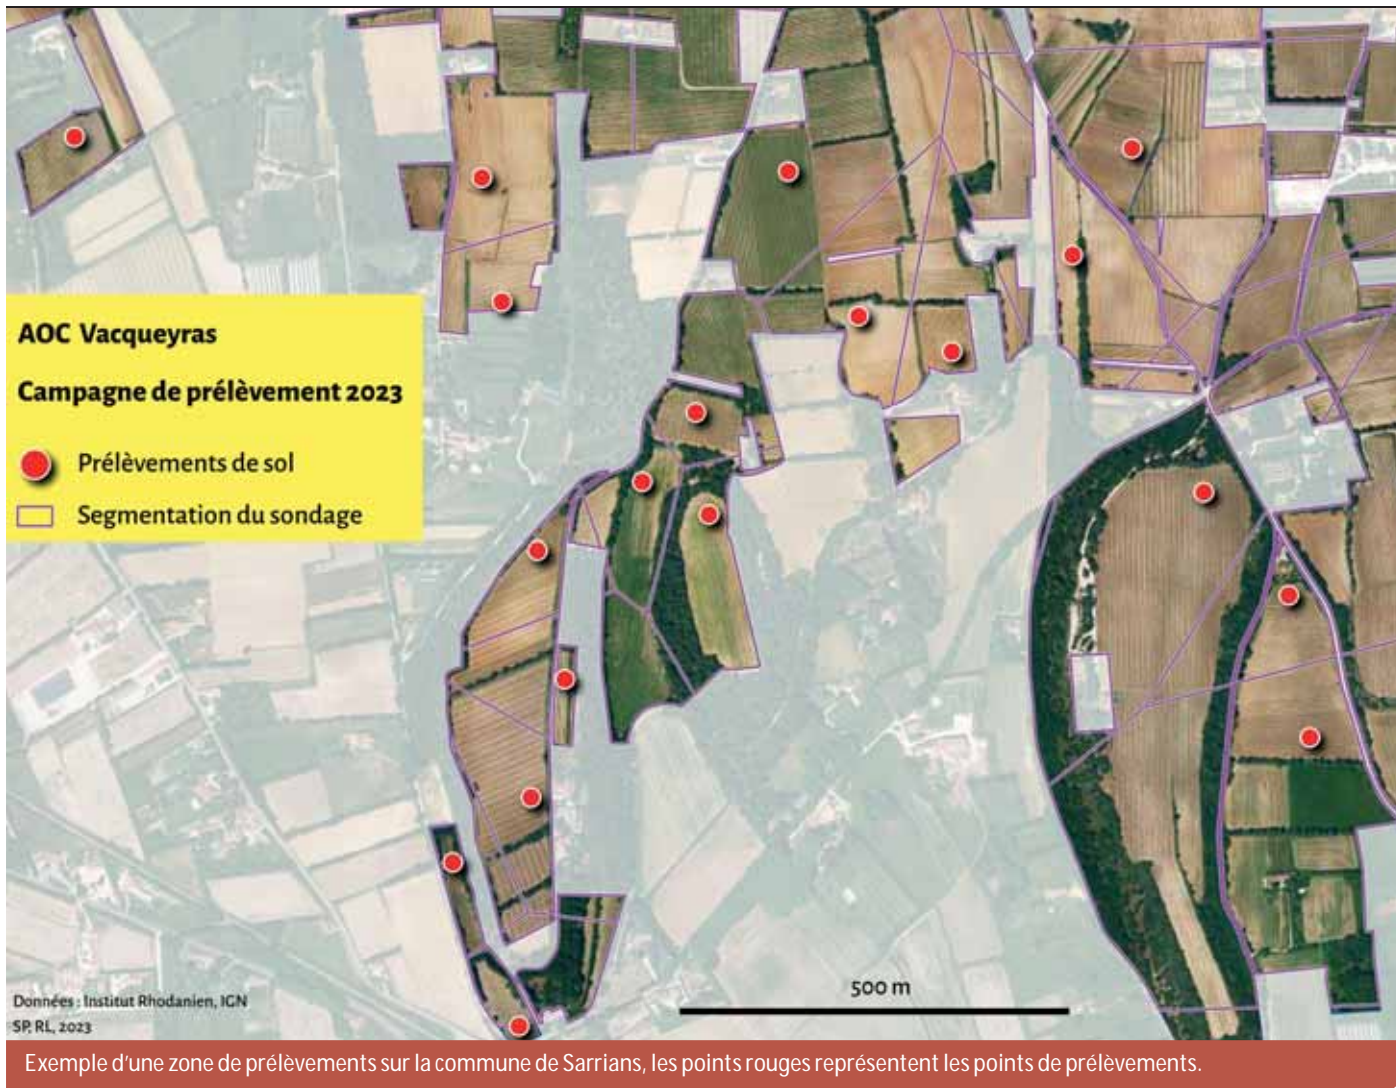 AOC Vacqueyras
Campagne de prélèvement 2023
Prélèvements de sol
Segmentation du sondage
500 m
Données : Institut Rhodanien, IGN
SP, RL, 2023
Exemple d'une zone de prélèvements sur la commune de Sarrians, les points rouges représentent les points de prélèvements.